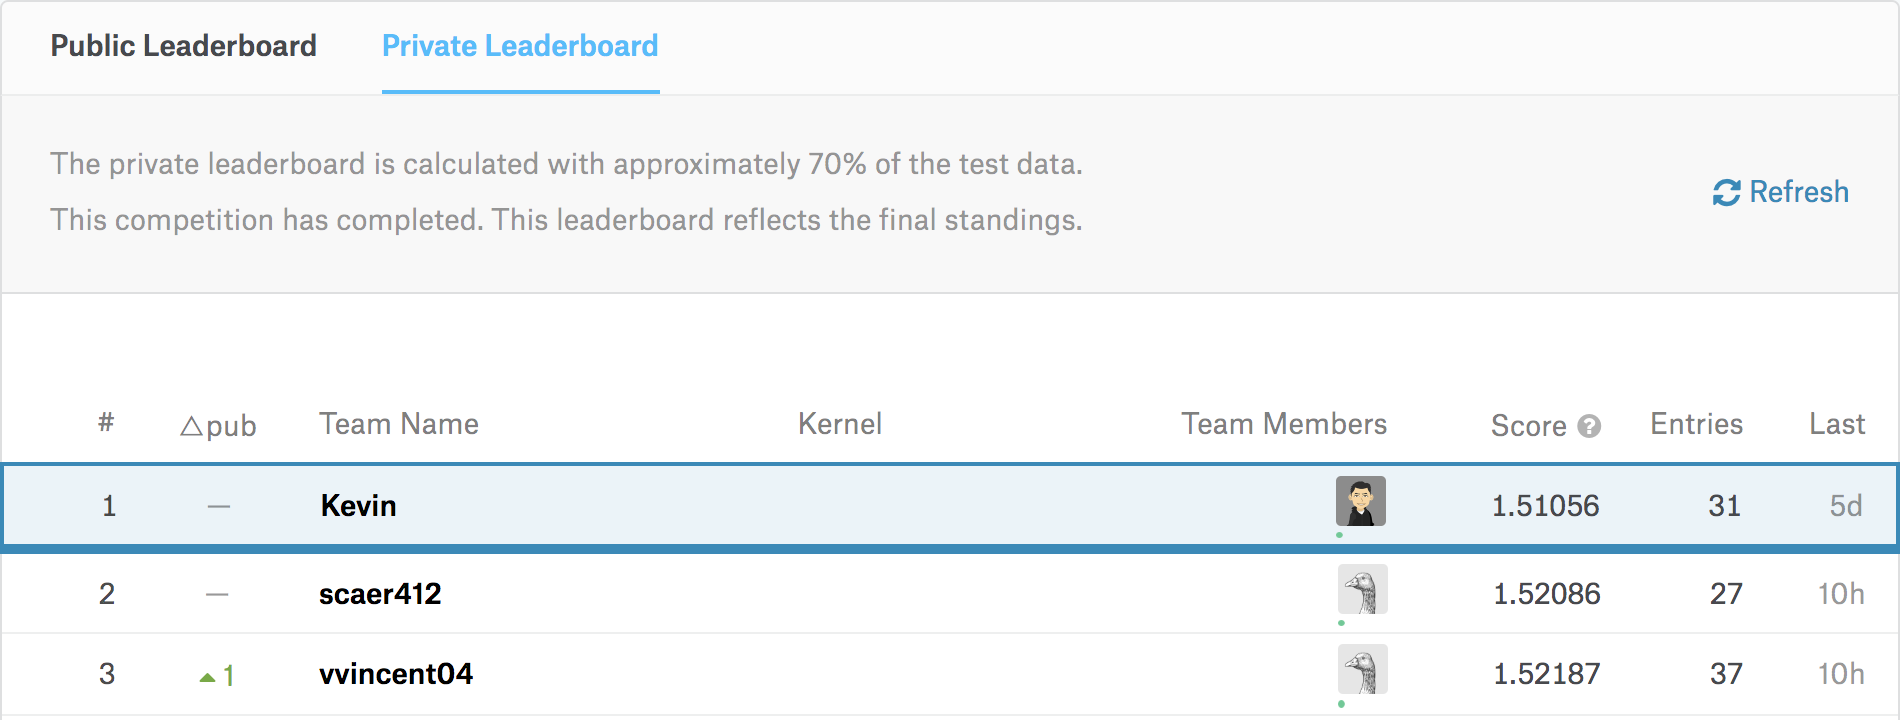 Public Leaderboard Private Leaderboard
The private leaderboard is calculated with approximately 70% of the test data.
This competition has completed. This leaderboard reflects the final standings.
Refresh
# △pub Team Name Kernel Team Members Score ? Entries Last
1 — Kevin 1.51056 31 5d
2 — scaer412 1.52086 27 10h
3 ▲1 vvincent04 1.52187 37 10h